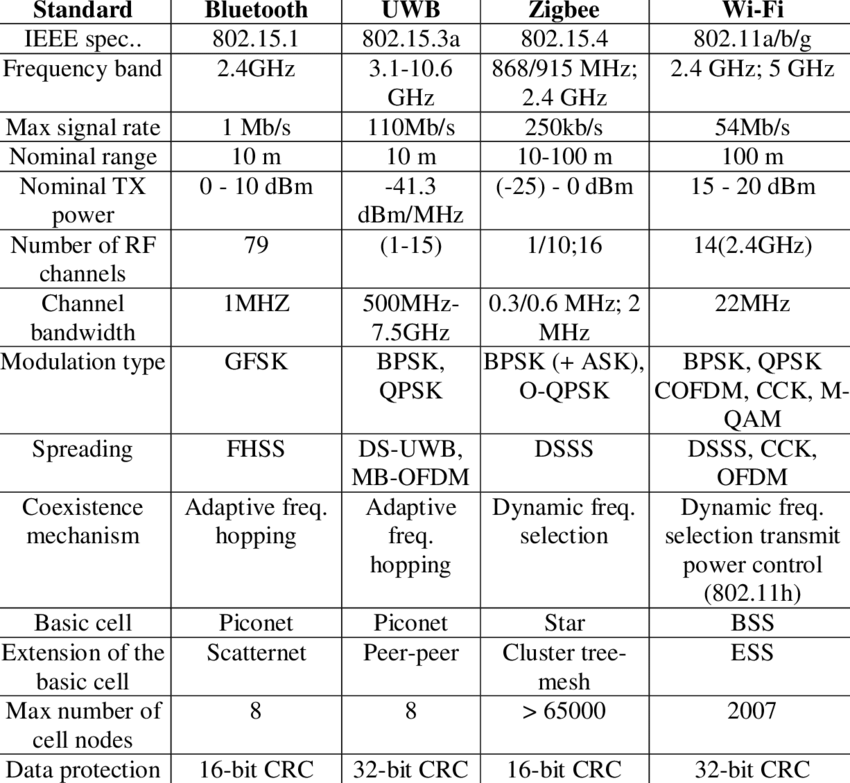 Standard Bluetooth UWB Zigbee Wi-Fi
IEEE spec.. 802.15.1 802.15.3a 802.15.4 802.11a/b/g
Frequency band 2.4GHz 3.1-10.6 868/915 MHz; 2.4 GHz; 5 GHz
GHz 2.4 GHz
Max signal rate 1 Mb/s 110Mb/s 250kb/s 54Mb/s
Nominal range 10 m 10 m 10-100 m 100 m
Nominal TX 0 - 10 dBm -41.3 (-25) - 0 dBm 15 - 20 dBm
power dBm/MHz
Number of RF 79 (1-15) 1/10;16 14(2.4GHz)
channels
Channel 1MHZ 500MHz- 0.3/0.6 MHz; 2 22MHz
bandwidth 7.5GHz MHz
Modulation type GFSK BPSK, BPSK (+ ASK), BPSK, QPSK
QPSK O-QPSK COFDM, CCK, M-
QAM
Spreading FHSS DS-UWB, DSSS DSSS, CCK,
MB-OFDM OFDM
Coexistence Adaptive freq. Adaptive Dynamic freq. Dynamic freq.
mechanism hopping freq. selection selection transmit
hopping power control
(802.11h)
Basic cell Piconet Piconet Star BSS
Extension of the Scatternet Peer-peer Cluster tree- ESS
basic cell mesh
Max number of 8 8 > 65000 2007
cell nodes
Data protection 16-bit CRC 32-bit CRC 16-bit CRC 32-bit CRC